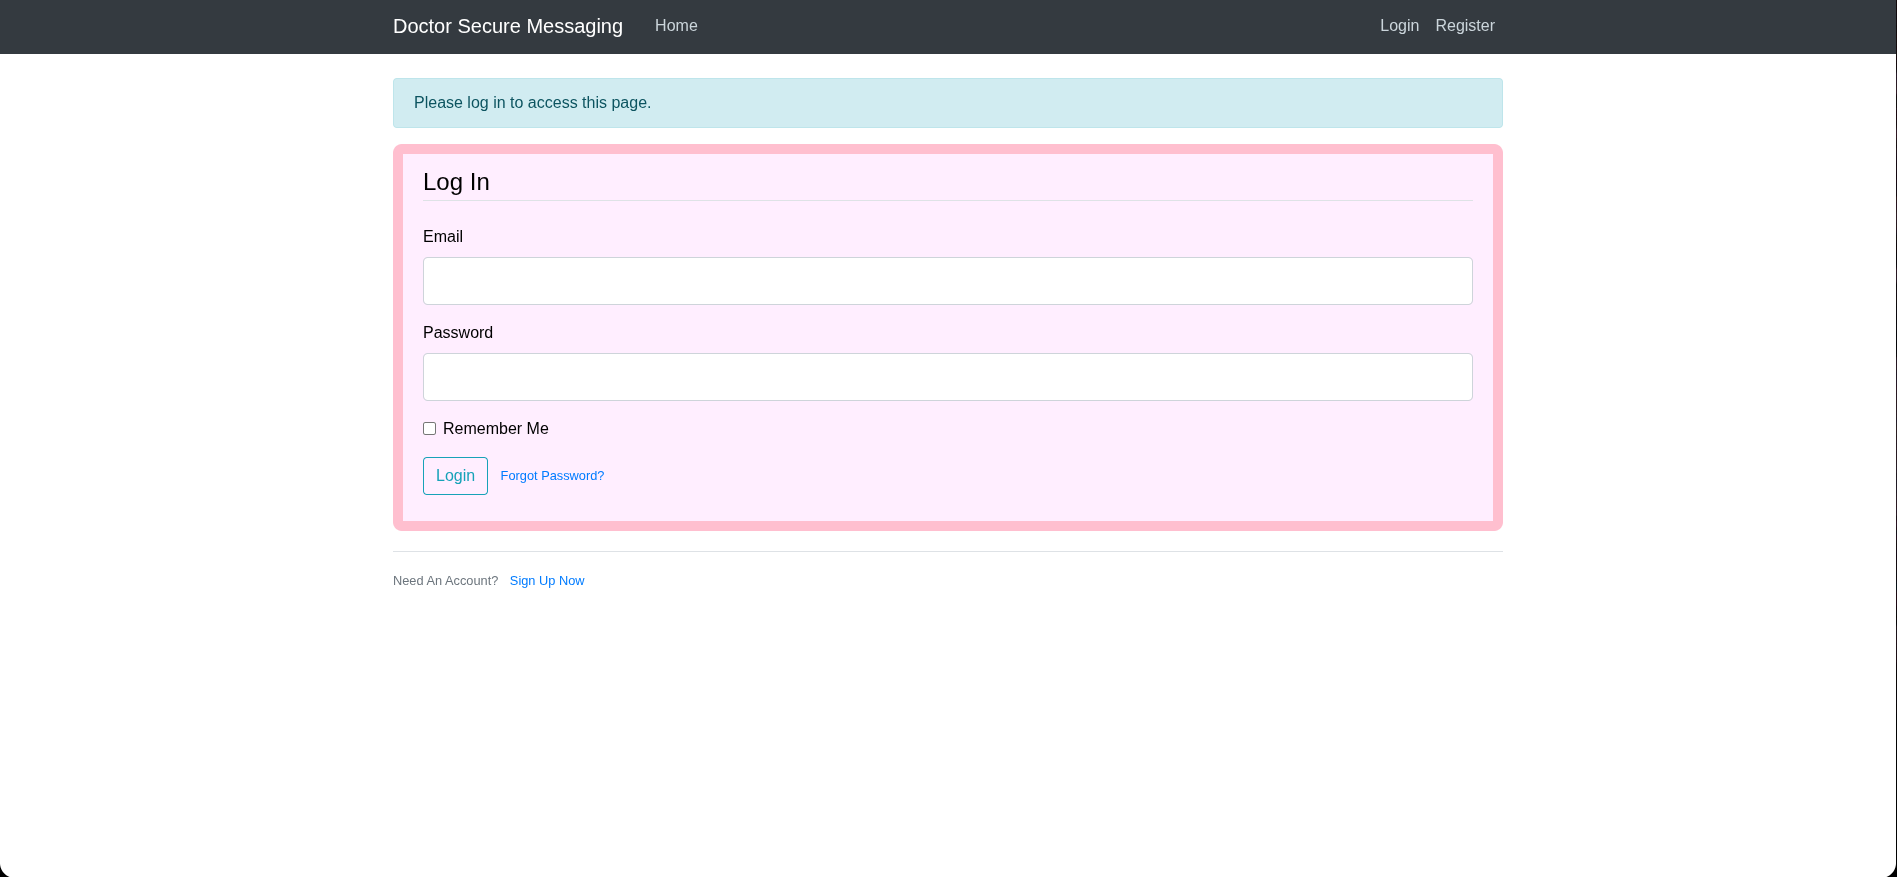 Doctor Secure Messaging Home Login Register
Please log in to access this page.
Log In
Email
Password
Remember Me
Login Forgot Password?
Need An Account? Sign Up Now